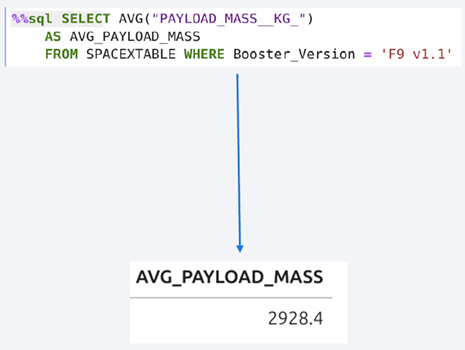 %%sql SELECT AVG("PAYLOAD_MASS__KG_")
AS AVG_PAYLOAD_MASS
FROM SPACEXTABLE WHERE Booster_Version = 'F9 v1.1'
AVG_PAYLOAD_MASS
2928.4